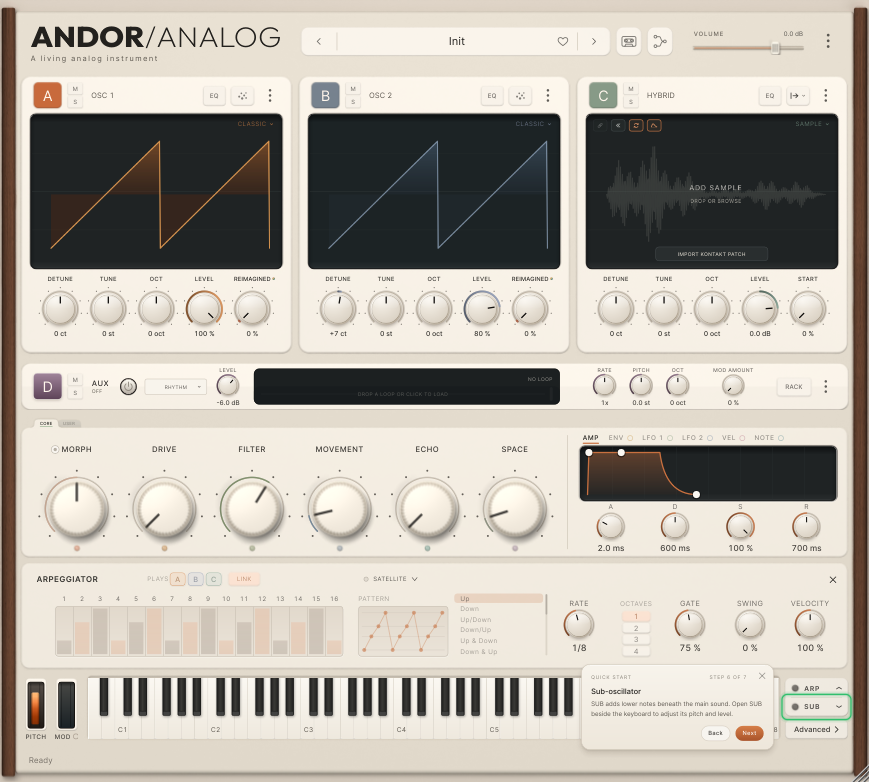 ANDOR/ANALOG
A living analog instrument
Init
VOLUME 0.0 dB
A M S OSC 1 EQ
CLASSIC
DETUNE TUNE OCT LEVEL REIMAGINED
0 ct 0 st 0 oct 100 % 0 %
B M S OSC 2 EQ
CLASSIC
DETUNE TUNE OCT LEVEL REIMAGINED
+7 ct 0 st 0 oct 80 % 0 %
C M S HYBRID EQ
SAMPLE
ADD SAMPLE
DROP OR BROWSE
IMPORT KONTAKT PATCH
DETUNE TUNE OCT LEVEL START
0 ct 0 st 0 oct 0.0 dB 0 %
D M S AUX OFF RHYTHM
LEVEL
-6.0 dB
NO LOOP
DROP A LOOP OR CLICK TO LOAD
RATE PITCH OCT MOD AMOUNT
1x 0.0 st 0 oct 0 %
RACK
CORE USER
MORPH DRIVE FILTER MOVEMENT ECHO SPACE
AMP ENV LFO 1 LFO 2 VEL NOTE
A D S R
2.0 ms 600 ms 100 % 700 ms
ARPEGGIATOR PLAYS A B C LINK SATELLITE
1 2 3 4 5 6 7 8 9 10 11 12 13 14 15 16
PATTERN
Up
Down
Up/Down
Down/Up
Up & Down
Down & Up
RATE
1/8
OCTAVES
1
2
3
4
GATE SWING VELOCITY
75 % 0 % 100 %
PITCH MOD
C1 C2 C3 C4 C5
QUICK START STEP 6 OF 7
Sub-oscillator
SUB adds lower notes beneath the main sound. Open SUB
beside the keyboard to adjust its pitch and level.
Back Next
ARP
SUB
Advanced
Ready